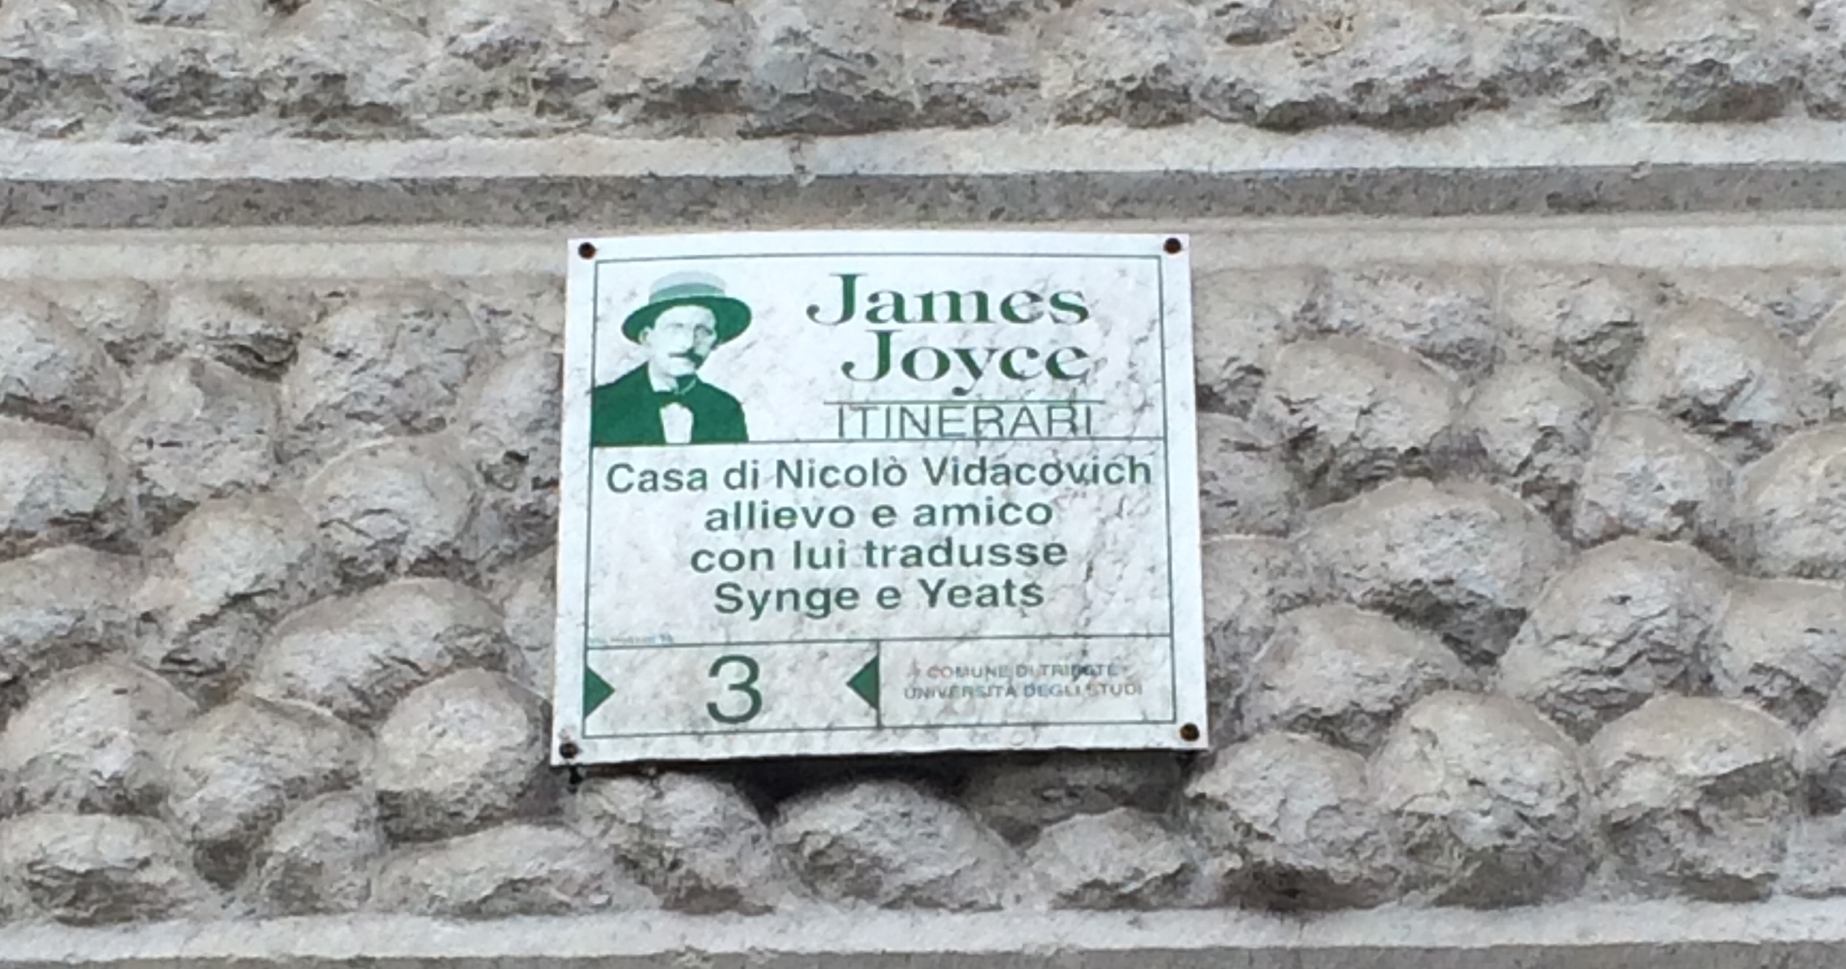 James
Joyce
ITINERARI
Casa di Nicolò Vidacovich
allievo e amico
con lui tradusse
Synge e Yeats
3
COMUNE DI TRIESTE
UNIVERSITÀ DEGLI STUDI